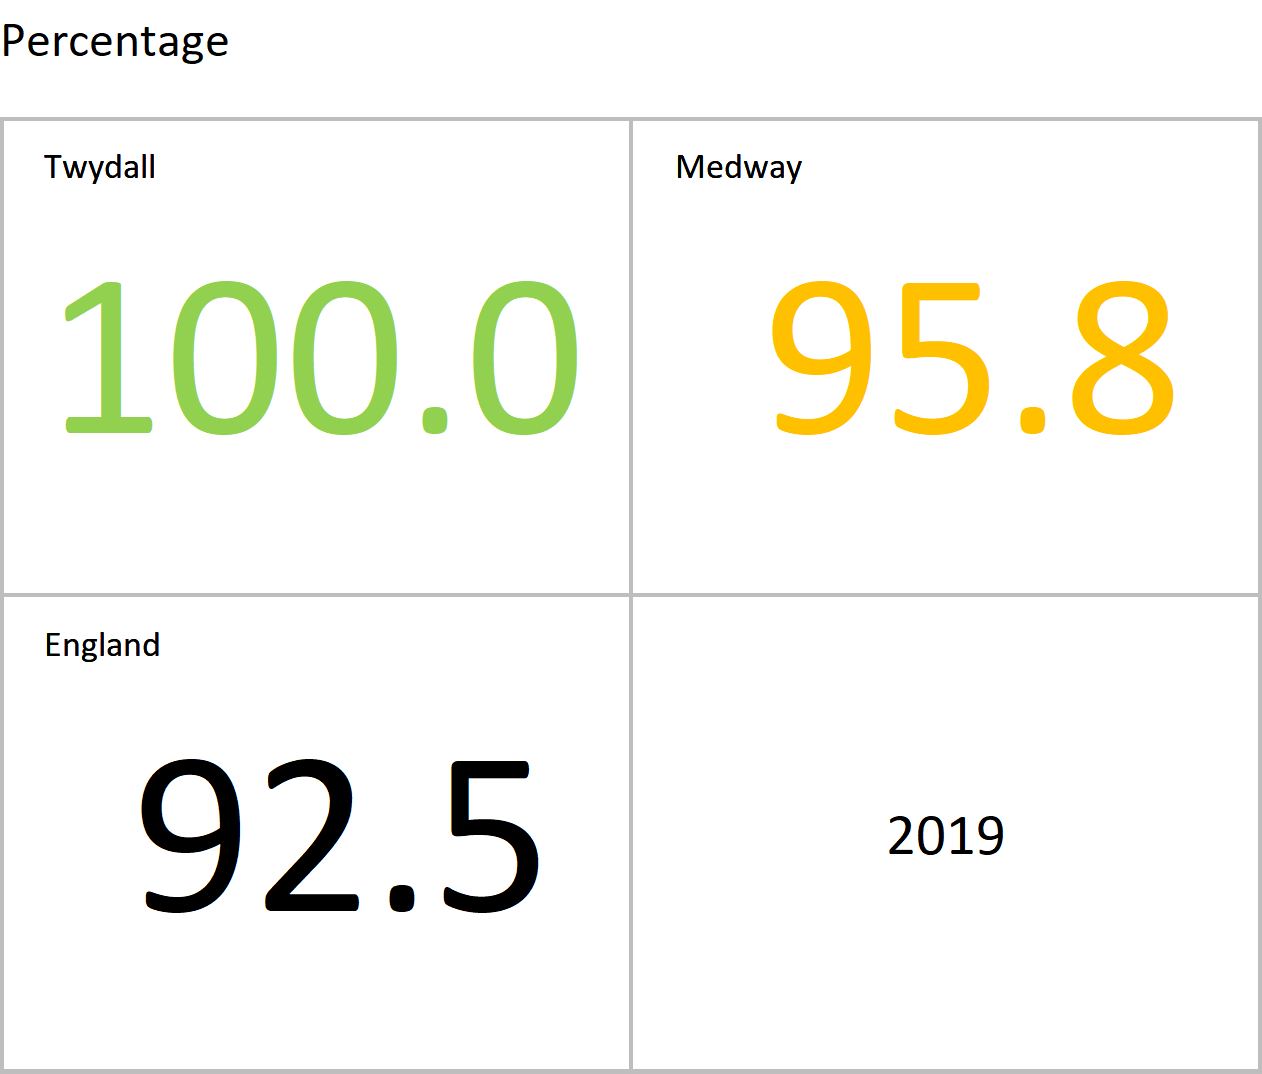 Percentage
Twydall
Medway
100.0
95.8
England
92.5
2019